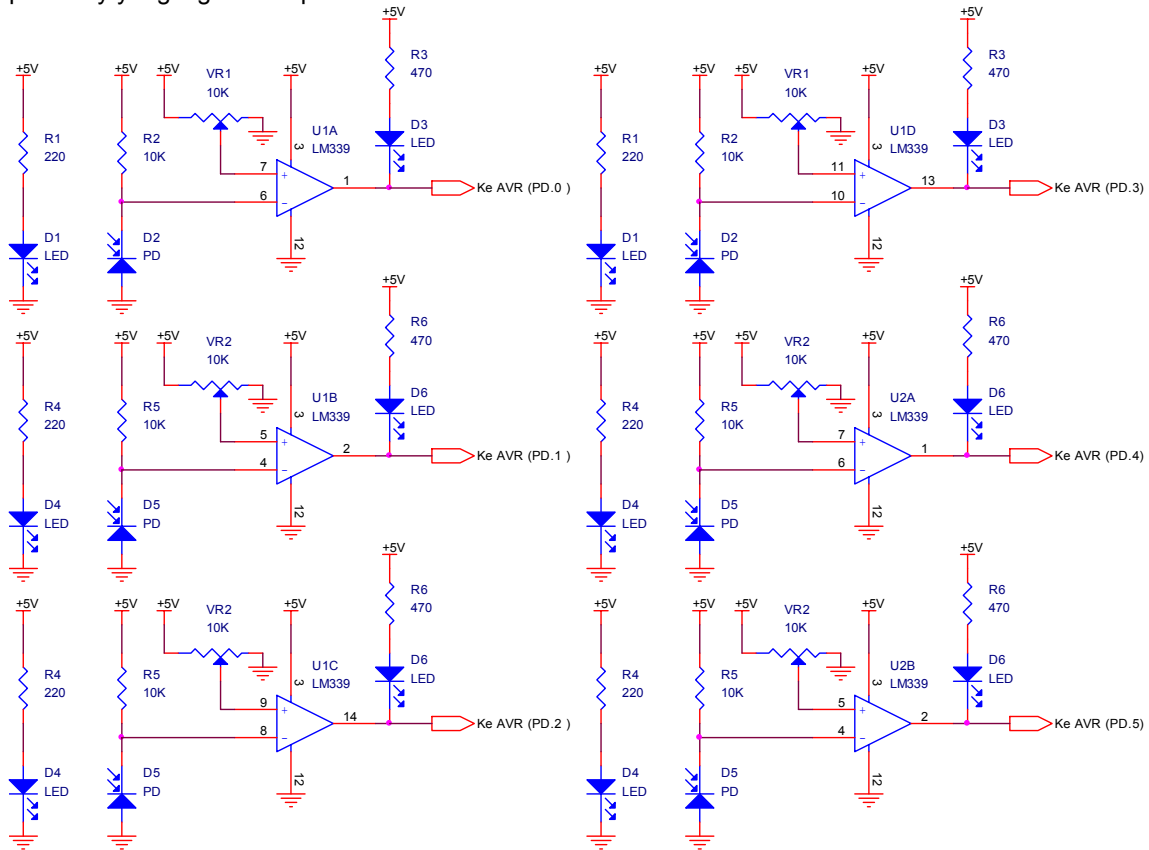 +5V
+5V
+5V
+5V
R1
220
R2
10K
VR1
10K
U1A
LM339
R3
470
D3
LED
7
6
+
−
3
12
1
Ke AVR (PD.0 )
D1
LED
D2
PD
+5V
+5V
+5V
+5V
+5V
R1
220
R2
10K
VR1
10K
U1D
LM339
R3
470
D3
LED
11
10
+
−
3
12
13
Ke AVR (PD.3)
D1
LED
D2
PD
+5V
+5V
+5V
+5V
+5V
+5V
R4
220
R5
10K
VR2
10K
U1B
LM339
R6
470
D6
LED
5
4
+
−
3
12
2
Ke AVR (PD.1 )
D4
LED
D5
PD
+5V
+5V
+5V
+5V
+5V
R4
220
R5
10K
VR2
10K
U2A
LM339
R6
470
D6
LED
7
6
+
−
3
12
1
Ke AVR (PD.4)
D4
LED
D5
PD
+5V
+5V
+5V
+5V
+5V
R4
220
R5
10K
VR2
10K
U1C
LM339
R6
470
D6
LED
9
8
+
−
3
12
14
Ke AVR (PD.2 )
D4
LED
D5
PD
+5V
+5V
+5V
+5V
R4
220
R5
10K
VR2
10K
U2B
LM339
R6
470
D6
LED
5
4
+
−
3
12
2
Ke AVR (PD.5)
D4
LED
D5
PD